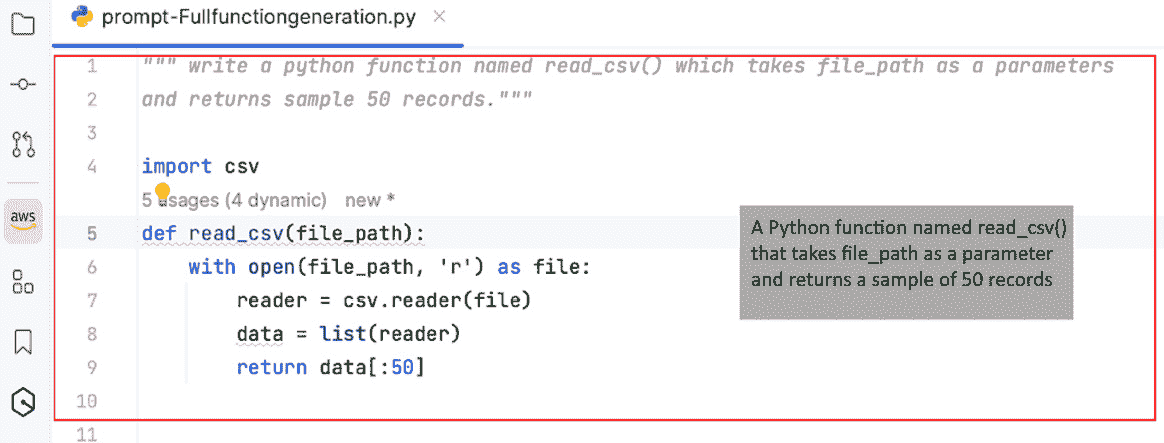 prompt-Fullfunctiongeneration.py
1 """ write a python function named read_csv() which takes file_path as a parameters
2 and returns sample 50 records."""
3
4 import csv
5 usages (4 dynamic) new *
5 def read_csv(file_path):
6 with open(file_path, 'r') as file:
7 reader = csv.reader(file)
8 data = list(reader)
9 return data[:50]
10
11
aws
A Python function named read_csv()
that takes file_path as a parameter
and returns a sample of 50 records